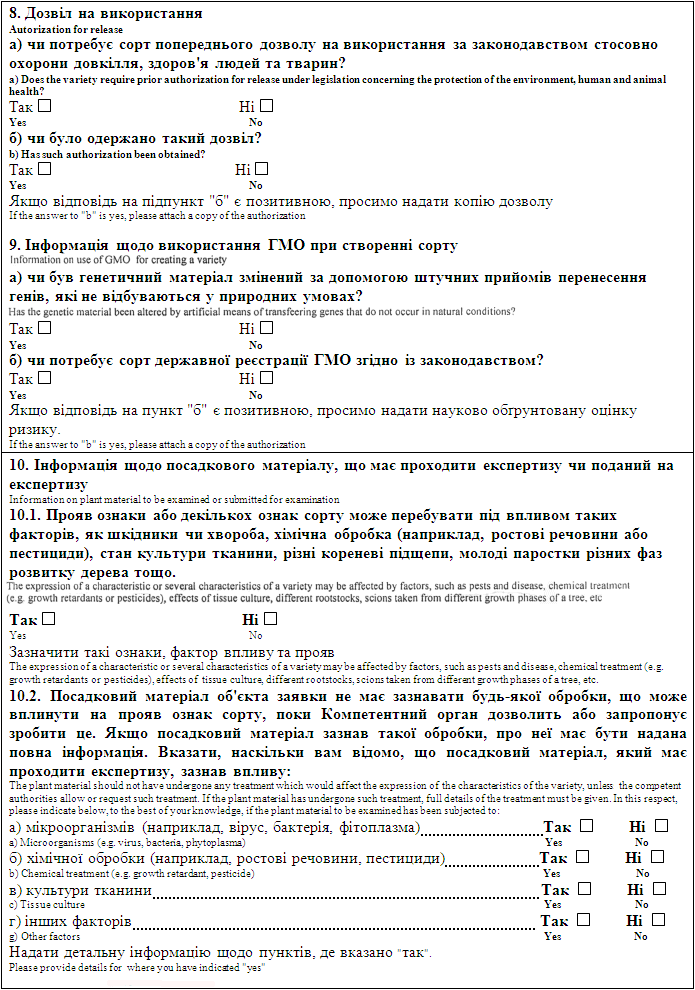 8. Дозвіл на використання
Autorization for release
а) чи потребує сорт попереднього дозволу на використання за законодавством стосовно
охорони довкілля, здоров'я людей та тварин?
a) Does the variety require prior authorization for release under legislation concerning the protection of the environment, human and animal
health?
Так ☐ Ні ☐
Yes No
б) чи було одержано такий дозвіл?
b) Has such authorization been obtained?
Так ☐ Ні ☐
Yes No
Якщо відповідь на підпункт "б" є позитивною, просимо надати копію дозволу
If the answer to "b" is yes, please attach a copy of the authorization
9. Інформація щодо використання ГМО при створенні сорту
Information on use of GMO for creating a variety
а) чи був генетичний матеріал змінений за допомогою штучних прийомів перенесення
генів, які не відбуваються у природних умовах?
Has the genetic material been altered by artificial means of transfeering genes that do not occur in natural conditions?
Так ☐ Ні ☐
Yes No
б) чи потребує сорт державної реєстрації ГМО згідно із законодавством?
Так ☐ Ні ☐
Yes No
Якщо відповідь на пункт "б" є позитивною, просимо надати науково обґрунтовану оцінку
ризику.
If the answer to "b" is yes, please attach a copy of the authorization
10. Інформація щодо посадкового матеріалу, що має проходити експертизу чи поданий на
експертизу
Information on plant material to be examined or submitted for examination
10.1. Прояв ознаки або декількох ознак сорту може перебувати під впливом таких
факторів, як шкідники чи хвороба, хімічна обробка (наприклад, ростові речовини або
пестициди), стан культури тканини, різні кореневі підщепи, молоді паростки різних фаз
розвитку дерева тощо.
The expression of a characteristic or several characteristics of a variety may be affected by factors, such as pests and disease, chemical treatment
(e.g. growth retardants or pesticides), effects of tissue culture, different rootstocks, scions taken from different growth phases of a tree, etc
Так ☐ Ні ☐
Yes No
Зазначити такі ознаки, фактор впливу та прояв
The expression of a characteristic or several characteristics of a variety may be affected by factors, such as pests and disease, chemical treatment (e.g.
growth retardants or pesticides), effects of tissue culture, different rootstocks, scions taken from different growth phases of a tree, etc.
10.2. Посадковий матеріал об'єкта заявки не має зазнавати будь-якої обробки, що може
вплинути на прояв ознак сорту, поки Компетентний орган дозволить або запропонує
зробити це. Якщо посадковий матеріал зазнав такої обробки, про неї має бути надана
повна інформація. Вказати, наскільки вам відомо, що посадковий матеріал, який має
проходити експертизу, зазнав впливу:
The plant material should not have undergone any treatment which would affect the expression of the characteristics of the variety, unless the competent
authorities allow or request such treatment. If the plant material has undergone such treatment, full details of the treatment must be given. In this respect,
please indicate below, to the best of your knowledge, if the plant material to be examined has been subjected to:
а) мікроорганізмів (наприклад, вірус, бактерія, фітоплазма) Так ☐ Ні ☐
a) Microorganisms (e.g. virus, bacteria, phytoplasma) Yes No
б) хімічної обробки (наприклад, ростові речовини, пестициди) Так ☐ Ні ☐
b) Chemical treatment (e.g. growth retardant, pesticide) Yes No
в) культури тканини Так ☐ Ні ☐
c) Tissue culture Yes No
г) інших факторів Так ☐ Ні ☐
g) Other factors Yes No
Надати детальну інформацію щодо пунктів, де вказано "так".
Please provide details for where you have indicated "yes"